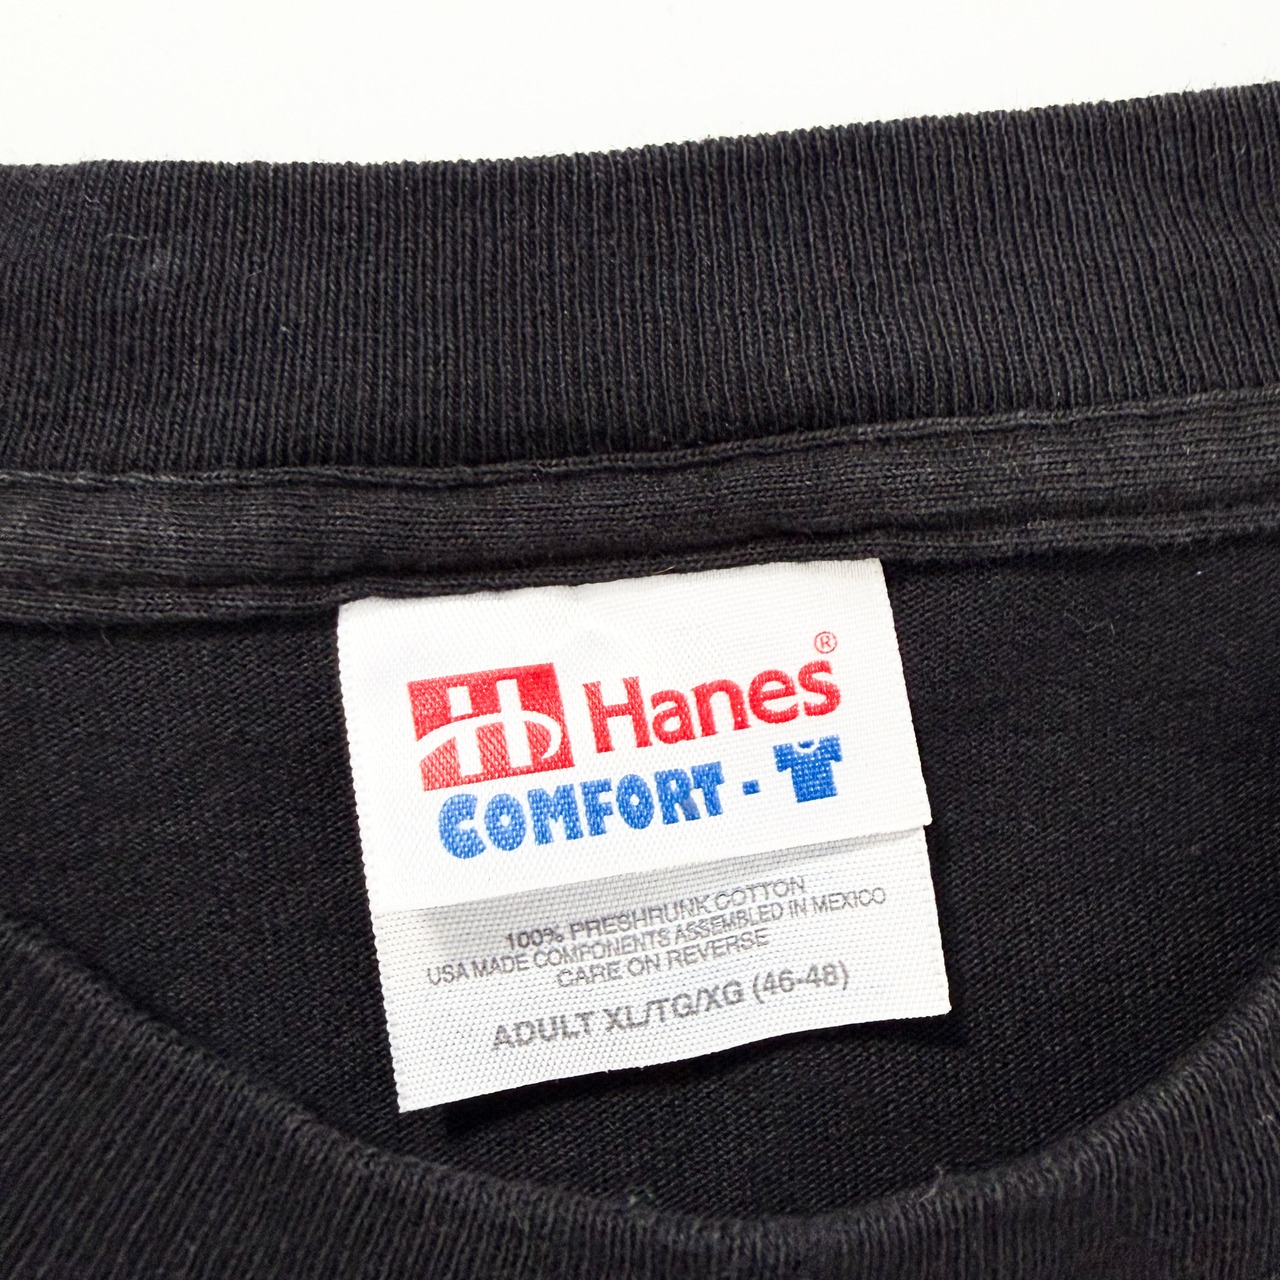 H Hanes®
COMFORT -
100% PRESHRUNK COTTON
USA MADE COMPONENTS ASSEMBLED IN MEXICO
CARE ON REVERSE
ADULT XL/TG/XG (46-48)